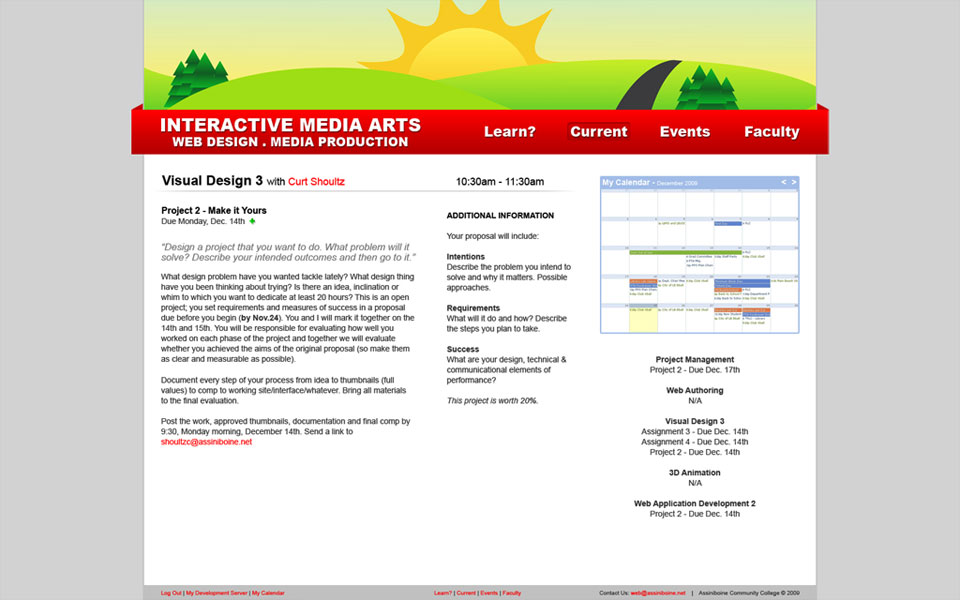 INTERACTIVE MEDIA ARTS
WEB DESIGN . MEDIA PRODUCTION
Learn? Current Events Faculty
Visual Design 3 with Curt Shoultz
10:30am - 11:30am
Project 2 - Make it Yours
Due Monday, Dec. 14th
"Design a project that you want to do. What problem will it
solve? Describe your intended outcomes and then go to it."
What design problem have you wanted tackle lately? What design thing
have you been thinking about trying? Is there an idea, inclination or
whim to which you want to dedicate at least 20 hours? This is an open
project; you set requirements and measures of success in a proposal
due before you begin (by Nov.24). You and I will mark it together on the
14th and 15th. You will be responsible for evaluating how well you
worked on each phase of the project and together we will evaluate
whether you achieved the aims of the original proposal (so make them
as clear and measurable as possible).
Document every step of your process from idea to thumbnails (full
values) to comp to working site/interface/whatever. Bring all materials
to the final evaluation.
Post the work, approved thumbnails, documentation and final comp by
9:30, Monday morning, December 14th. Send a link to
shoultzc@assiniboine.net
ADDITIONAL INFORMATION
Your proposal will include:
Intentions
Describe the problem you intend to
solve and why it matters. Possible
approaches.
Requirements
What will it do and how? Describe
the steps you plan to take.
Success
What are your design, technical &
communicational elements of
performance?
This project is worth 20%.
My Calendar - December 2009 < >
Project Management
Project 2 - Due Dec. 17th
Web Authoring
N/A
Visual Design 3
Assignment 3 - Due Dec. 14th
Assignment 4 - Due Dec. 14th
Project 2 - Due Dec. 14th
3D Animation
N/A
Web Application Development 2
Project 2 - Due Dec. 14th
Log Out | My Development Server | My Calendar
Learn? | Current | Events | Faculty
Contact Us: web@assiniboine.net | Assiniboine Community College © 2009